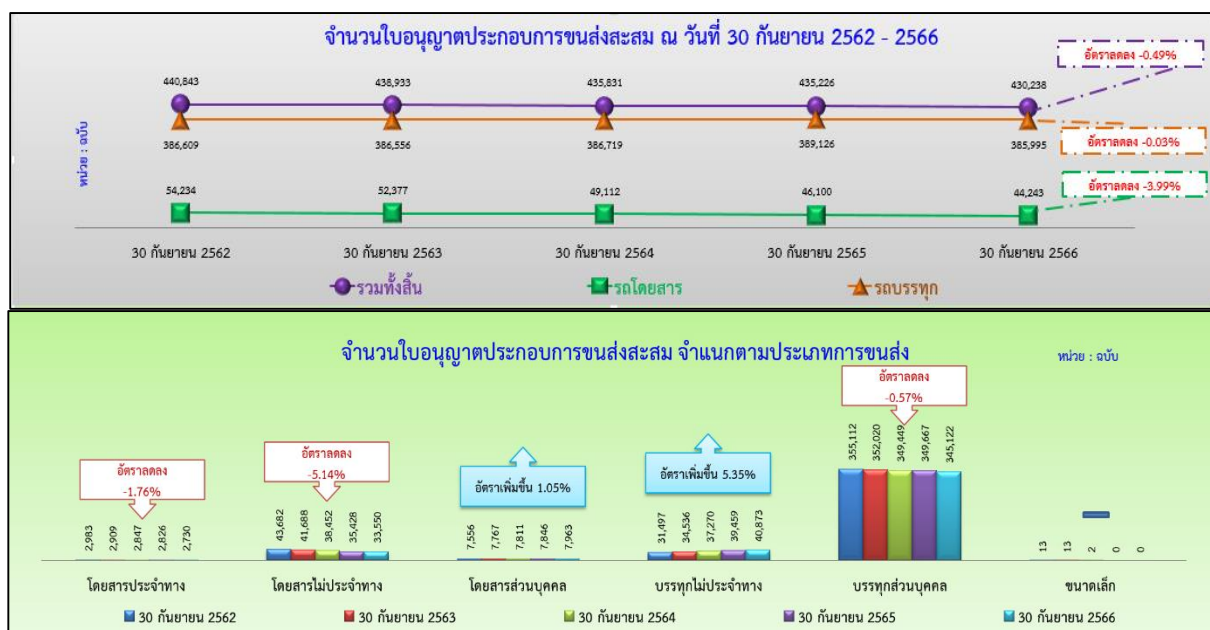 จำนวนใบอนุญาตประกอบการขนส่งสะสม ณ วันที่ 30 กันยายน 2562 - 2566
อัตราลดลง -0.49%
440,843 438,933 435,831 435,226 430,238
หน่วย : ฉบับ
386,609 386,556 386,719 389,126 385,995
อัตราลดลง -0.03%
54,234 52,377 49,112 46,100 44,243
อัตราลดลง -3.99%
30 กันยายน 2562 30 กันยายน 2563 30 กันยายน 2564 30 กันยายน 2565 30 กันยายน 2566
รวมทั้งสิ้น รถโดยสาร รถบรรทุก
จำนวนใบอนุญาตประกอบการขนส่งสะสม จำแนกตามประเภทการขนส่ง
หน่วย : ฉบับ
อัตราลดลง
-1.76%
2,983 2,909 2,847 2,826 2,730
อัตราลดลง
-5.14%
43,682 41,688 38,452 35,428 33,550
อัตราเพิ่มขึ้น 1.05%
7,556 7,767 7,811 7,846 7,963
อัตราเพิ่มขึ้น 5.35%
31,497 34,536 37,270 39,459 40,873
อัตราลดลง
-0.57%
355,112 352,020 349,449 349,667 345,122
13 13 2 0 0
โดยสารประจำทาง โดยสารไม่ประจำทาง โดยสารส่วนบุคคล บรรทุกไม่ประจำทาง บรรทุกส่วนบุคคล ขนาดเล็ก
30 กันยายน 2562 30 กันยายน 2563 30 กันยายน 2564 30 กันยายน 2565 30 กันยายน 2566